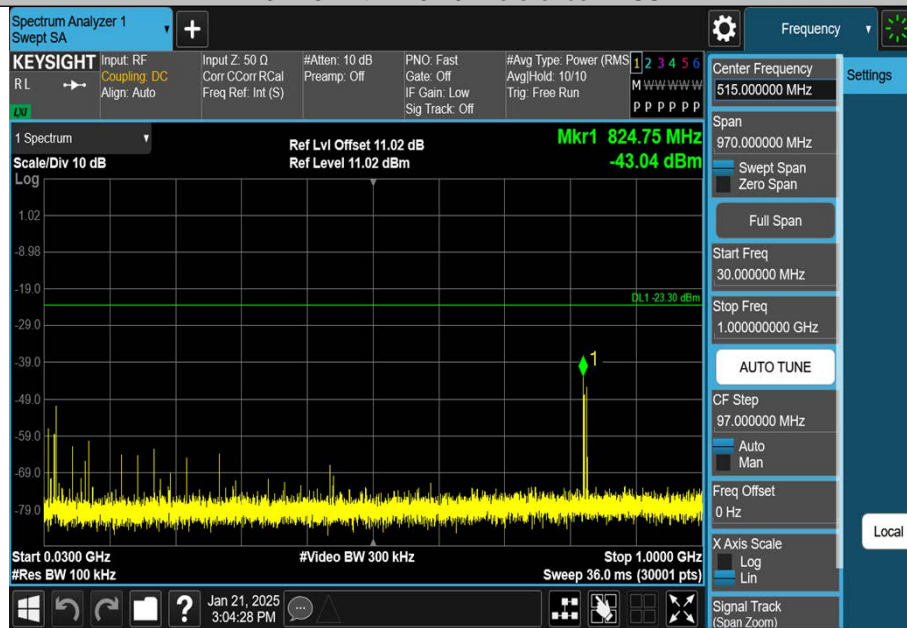 Spectrum Analyzer 1
Swept SA
+
Frequency
KEYSIGHT
RL
LXI
Input: RF
Coupling: DC
Align: Auto
Input Z: 50 Ω
Corr CCorr RCal
Freq Ref: Int (S)
#Atten: 10 dB
Preamp: Off
PNO: Fast
Gate: Off
IF Gain: Low
Sig Track: Off
#Avg Type: Power (RMS
Avg|Hold: 10/10
Trig: Free Run
1 2 3 4 5 6
M W W W W W
P P P P P P
Center Frequency
515.000000 MHz
Settings
Span
970.000000 MHz
Swept Span
Zero Span
Full Span
Start Freq
30.000000 MHz
Stop Freq
1.000000000 GHz
AUTO TUNE
CF Step
97.000000 MHz
Auto
Man
Freq Offset
0 Hz
X Axis Scale
Log
Lin
Signal Track
(Span Zoom)
Local
1 Spectrum
Scale/Div 10 dB
Log
Ref Lvl Offset 11.02 dB
Ref Level 11.02 dBm
Mkr1 824.75 MHz
-43.04 dBm
1.02
-8.98
-19.0
DL1 -23.30 dBm
-29.0
-39.0
1
-49.0
-59.0
-69.0
-79.0
Start 0.0300 GHz
#Res BW 100 kHz
#Video BW 300 kHz
Stop 1.0000 GHz
Sweep 36.0 ms (30001 pts)
?
Jan 21, 2025
3:04:28 PM